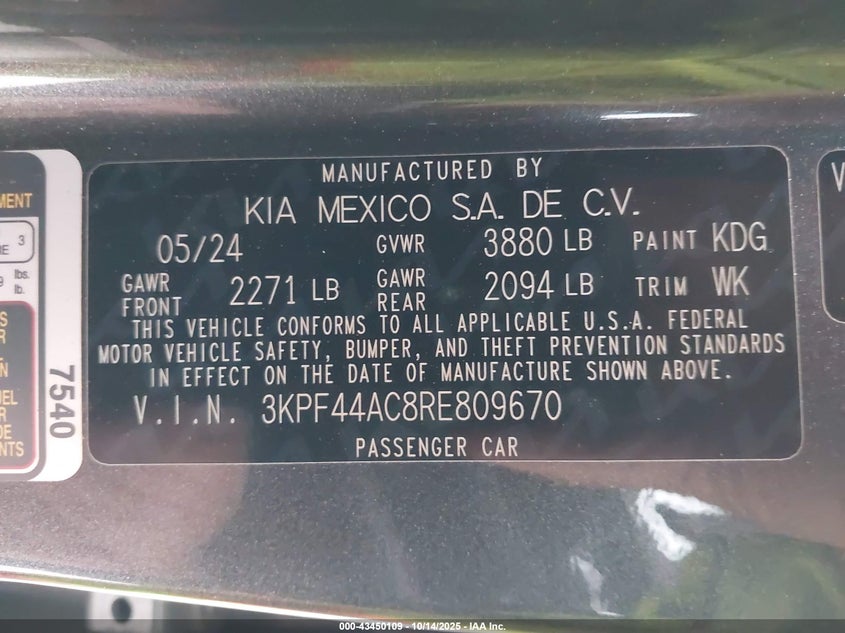 MANUFACTURED BY
KIA MEXICO S.A. DE C.V.
05/24 GVWR 3880 LB PAINT KDG
GAWR FRONT 2271 LB GAWR REAR 2094 LB TRIM WK
THIS VEHICLE CONFORMS TO ALL APPLICABLE U.S.A. FEDERAL
MOTOR VEHICLE SAFETY, BUMPER, AND THEFT PREVENTION STANDARDS
IN EFFECT ON THE DATE OF MANUFACTURE SHOWN ABOVE.
V.I.N. 3KPF44AC8RE809670
PASSENGER CAR
3
lbs.
lb.
7540
000-43450109 - 10/14/2025 - IAA Inc.